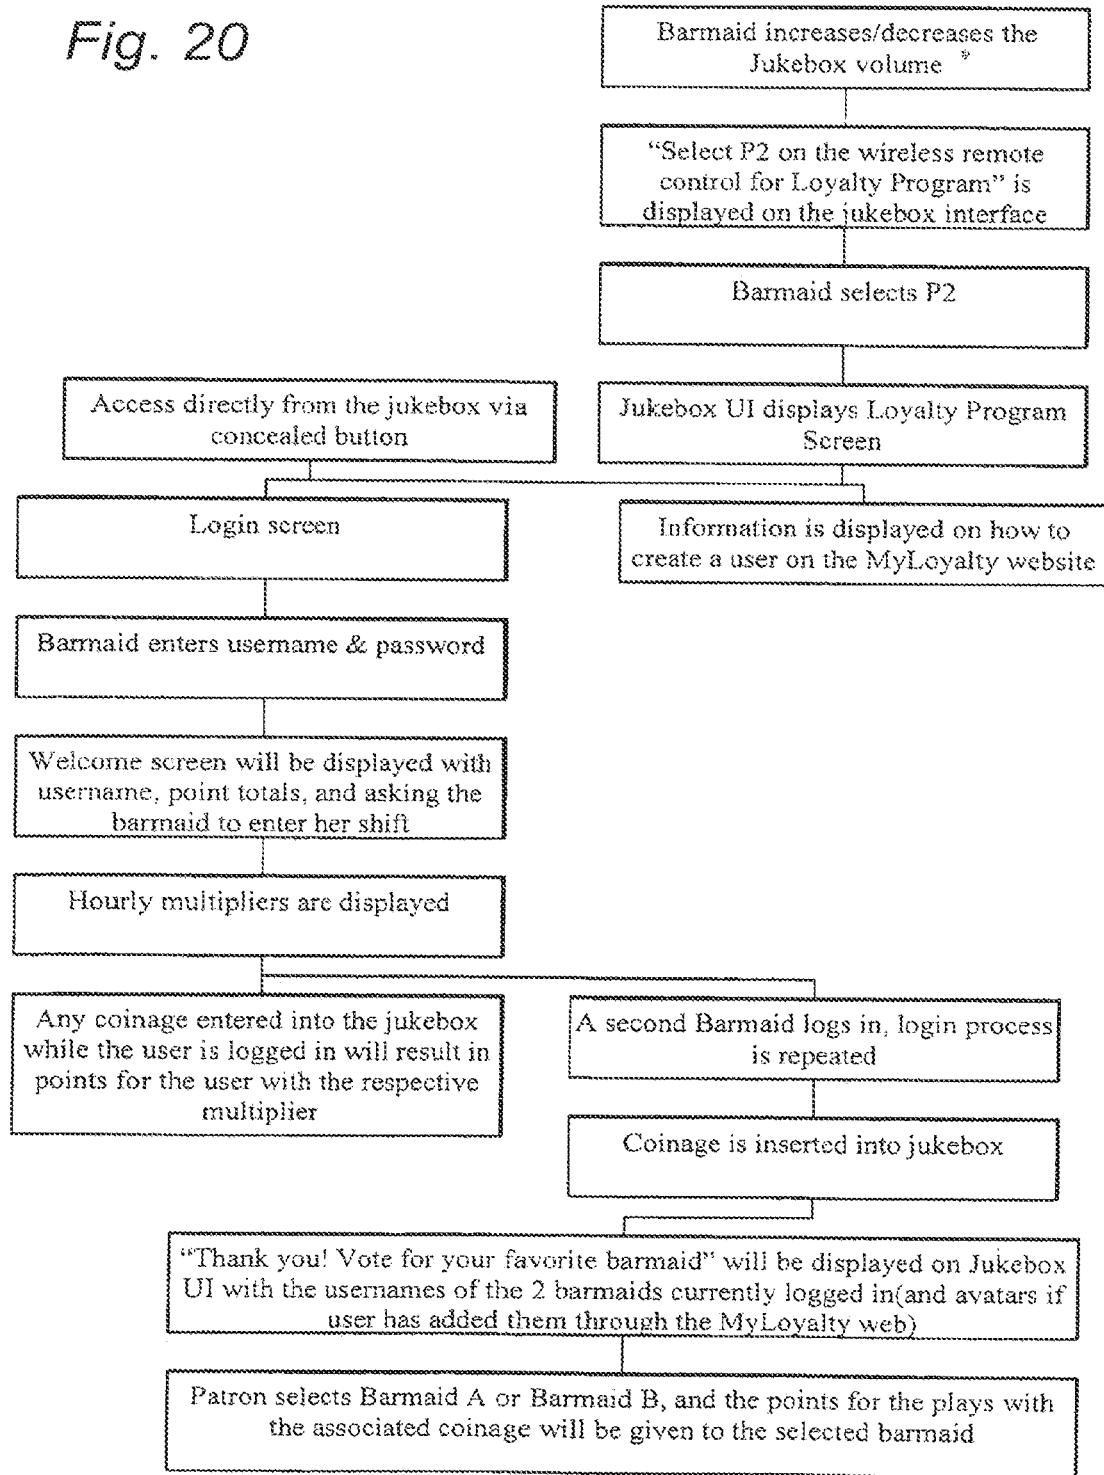 Fig. 20
Barmaid increases/decreases the
Jukebox volume *
“Select P2 on the wireless remote
control for Loyalty Program” is
displayed on the jukebox interface
Barmaid selects P2
Access directly from the jukebox via
concealed button
Jukebox UI displays Loyalty Program
Screen
Login screen
Information is displayed on how to
create a user on the MyLoyalty website
Barmaid enters username & password
Welcome screen will be displayed with
username, point totals, and asking the
barmaid to enter her shift
Hourly multipliers are displayed
Any coinage entered into the jukebox
while the user is logged in will result in
points for the user with the respective
multiplier
A second Barmaid logs in, login process
is repeated
Coinage is inserted into jukebox
“Thank you! Vote for your favorite barmaid” will be displayed on Jukebox
UI with the usernames of the 2 barmaids currently logged in(and avatars if
user has added them through the MyLoyalty web)
Patron selects Barmaid A or Barmaid B, and the points for the plays with
the associated coinage will be given to the selected barmaid